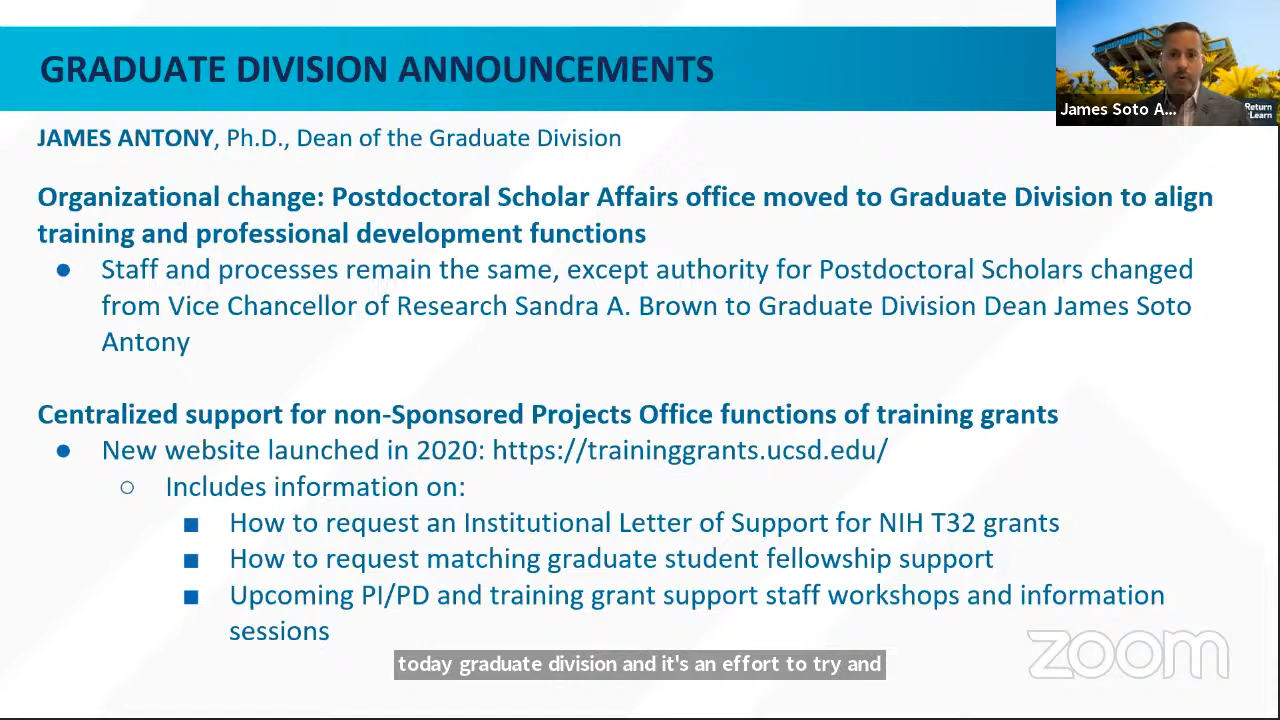 GRADUATE DIVISION ANNOUNCEMENTS
James Soto A...
Return
Learn
JAMES ANTONY, Ph.D., Dean of the Graduate Division
Organizational change: Postdoctoral Scholar Affairs office moved to Graduate Division to align
training and professional development functions
● Staff and processes remain the same, except authority for Postdoctoral Scholars changed
from Vice Chancellor of Research Sandra A. Brown to Graduate Division Dean James Soto
Antony
Centralized support for non-Sponsored Projects Office functions of training grants
● New website launched in 2020: https://traininggrants.ucsd.edu/
○ Includes information on:
■ How to request an Institutional Letter of Support for NIH T32 grants
■ How to request matching graduate student fellowship support
■ Upcoming PI/PD and training grant support staff workshops and information
sessions
zoom
today graduate division and it's an effort to try and